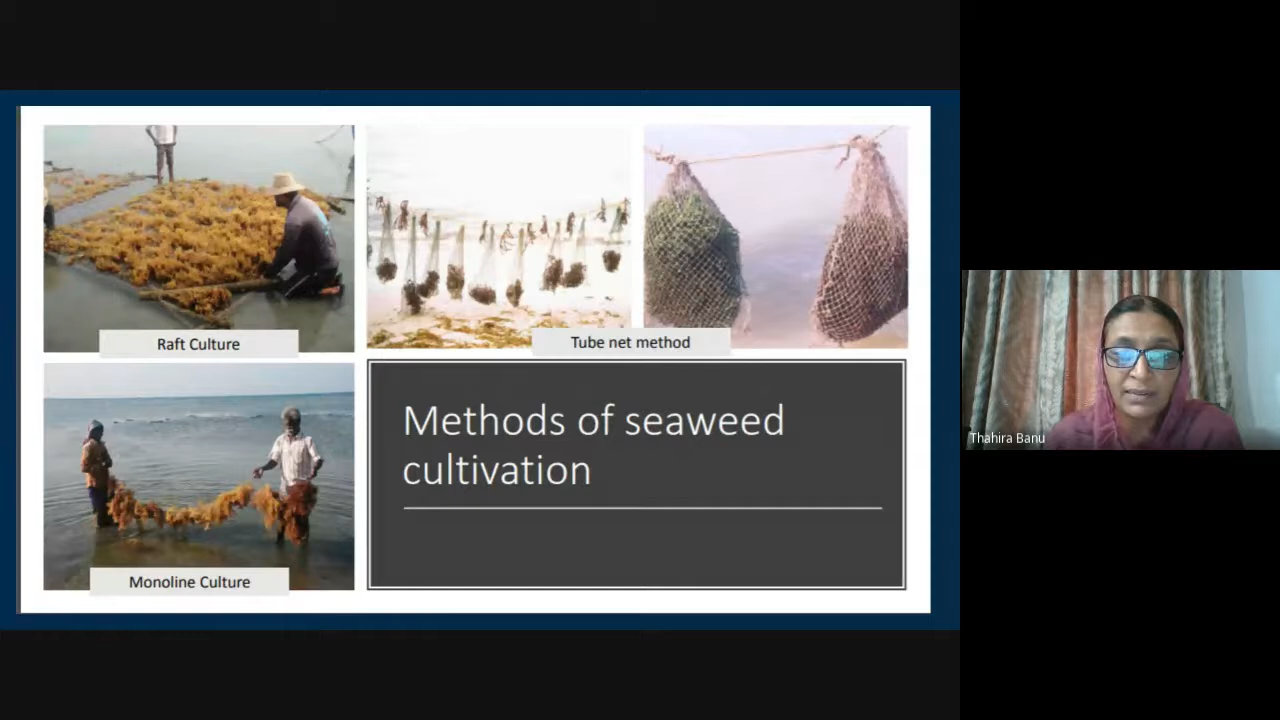 Raft Culture
Tube net method
Methods of seaweed
cultivation
Monoline Culture
Thahira Banu